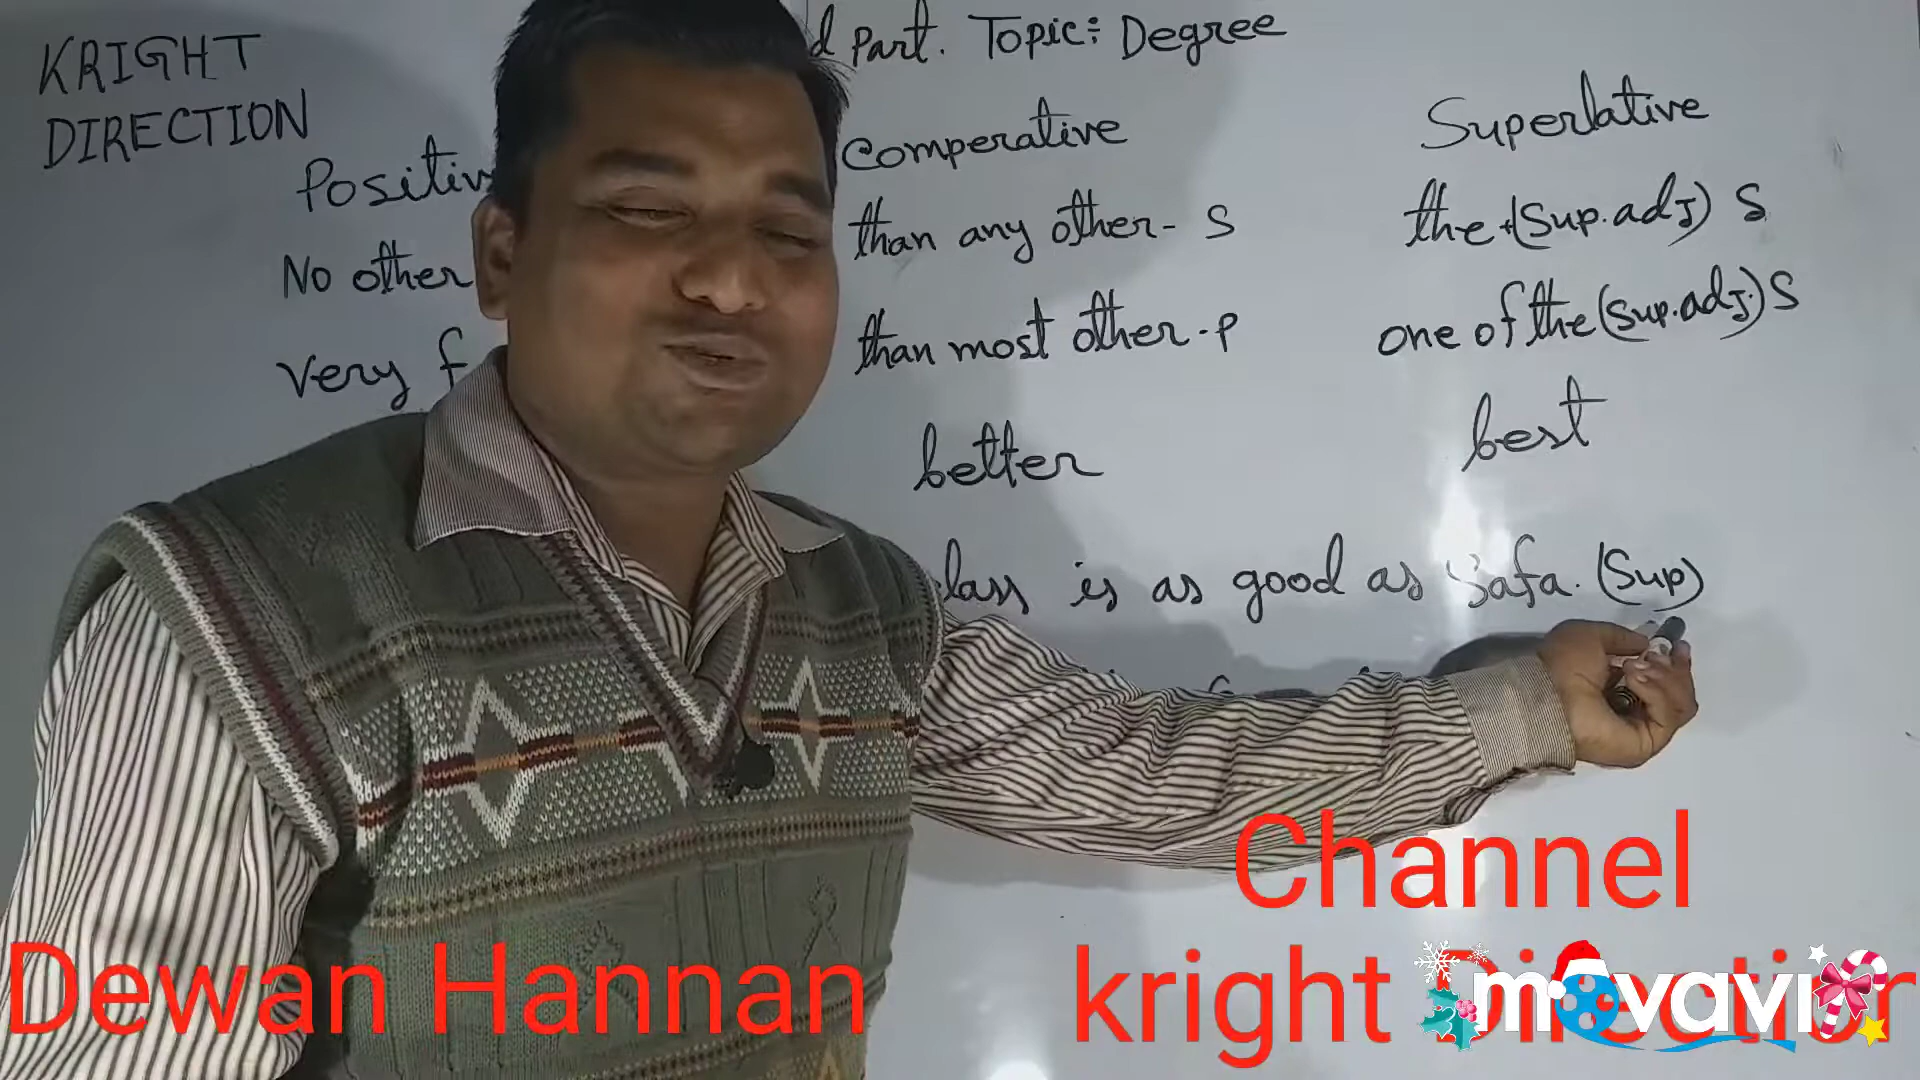 KRIGHT
DIRECTION
Part. Topic: Degree
Positiv
Comperative
Superlative
No other
than any other - S
the + (Sup. adj) S
very f
than most other - P
one of the (Sup. adj.) S
better
best
lass is as good as Safa. (Sup)
Channel
Dewan Hannan
kright Direction
movavi